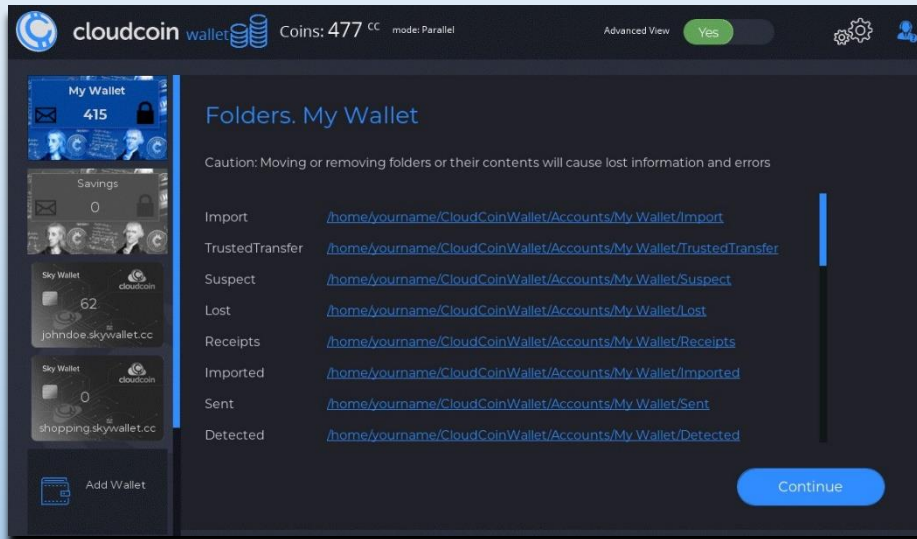 cloudcoin wallet Coins: 477 cc mode: Parallel Advanced View Yes
My Wallet
415
Savings
0
Sky Wallet
cloudcoin
62
johndoe.skywallet.cc
Sky Wallet
cloudcoin
0
shopping.skywallet.cc
Add Wallet
Folders. My Wallet
Caution: Moving or removing folders or their contents will cause lost information and errors
Import /home/yourname/CloudCoinWallet/Accounts/My Wallet/Import
TrustedTransfer /home/yourname/CloudCoinWallet/Accounts/My Wallet/TrustedTransfer
Suspect /home/yourname/CloudCoinWallet/Accounts/My Wallet/Suspect
Lost /home/yourname/CloudCoinWallet/Accounts/My Wallet/Lost
Receipts /home/yourname/CloudCoinWallet/Accounts/My Wallet/Receipts
Imported /home/yourname/CloudCoinWallet/Accounts/My Wallet/Imported
Sent /home/yourname/CloudCoinWallet/Accounts/My Wallet/Sent
Detected /home/yourname/CloudCoinWallet/Accounts/My Wallet/Detected
Continue